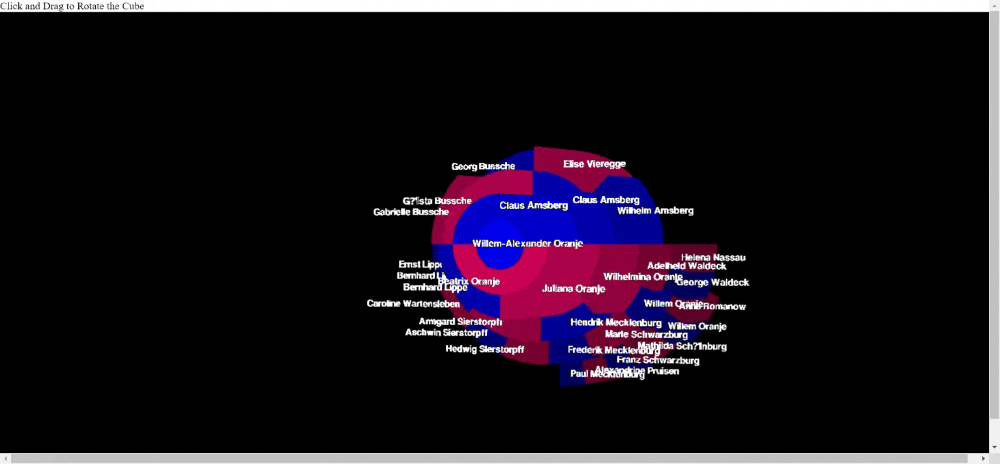 Click and Drag to Rotate the Cube
Elise Vieregge
Georg Bussche
G?¶sta Bussche
Claus Amsberg
Claus Amsberg
Gabrielle Bussche
Wilhelm Amsberg
Willem-Alexander Oranje
Helena Nassau
Ernst Lippe
Adelheid Waldeck
Bernhard Li
Wilhelmina Oranje
Beatrix Oranje
George Waldeck
Bernhard Lippe
Juliana Oranje
Caroline Wartensleben
Willem Oranje
Anna Romanow
Armgard Sierstorpff
Hendrik Mecklenburg
Willem Oranje
Aschwin Sierstorpff
Marie Schwarzburg
Mathilda Sch?¶nburg
Hedwig Sierstorpff
Frederik Mecklenburg
Franz Schwarzburg
Alexandrine Pruisen
Paul Mecklenburg